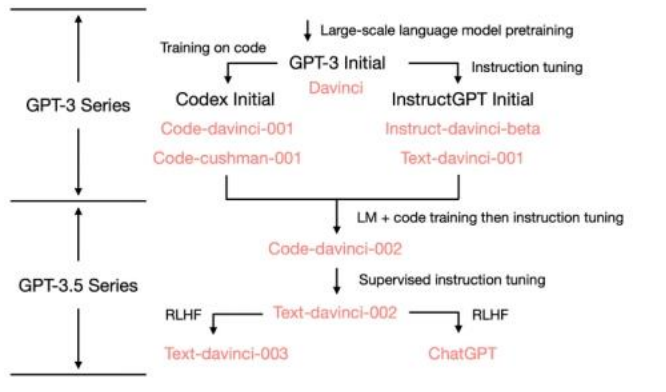 Large-scale language model pretraining
Training on code
GPT-3 Initial
Instruction tuning
Davinci
GPT-3 Series
Codex Initial
InstructGPT Initial
Code-davinci-001
Instruct-davinci-beta
Code-cushman-001
Text-davinci-001
LM + code training then instruction tuning
Code-davinci-002
GPT-3.5 Series
Supervised instruction tuning
RLHF
Text-davinci-002
RLHF
Text-davinci-003
ChatGPT